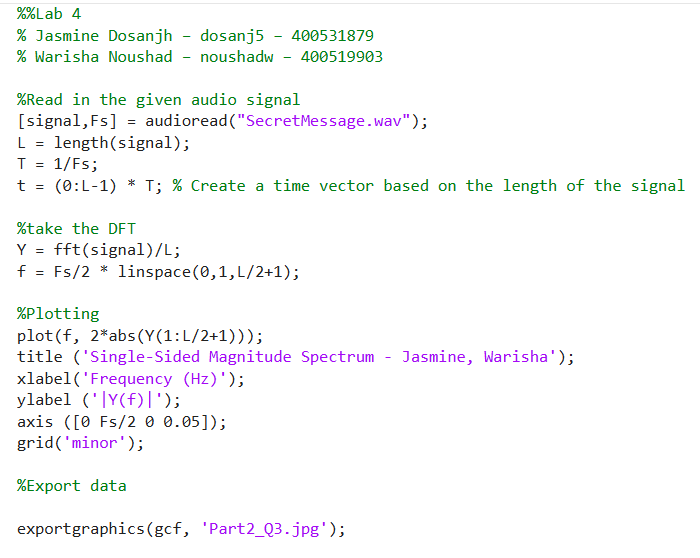 %%Lab 4
% Jasmine Dosanjh – dosanj5 – 400531879
% Warisha Noushad – noushadw – 400519903
%Read in the given audio signal
[signal,Fs] = audioread("SecretMessage.wav");
L = length(signal);
T = 1/Fs;
t = (0:L-1) * T; % Create a time vector based on the length of the signal
%take the DFT
Y = fft(signal)/L;
f = Fs/2 * linspace(0,1,L/2+1);
%Plotting
plot(f, 2*abs(Y(1:L/2+1)));
title ('Single-Sided Magnitude Spectrum - Jasmine, Warisha');
xlabel('Frequency (Hz)');
ylabel ('|Y(f)|');
axis ([0 Fs/2 0 0.05]);
grid('minor');
%Export data
exportgraphics(gcf, 'Part2_Q3.jpg');